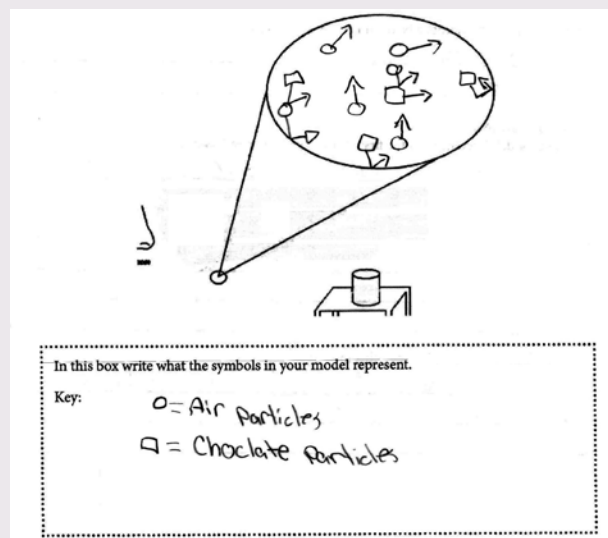 In this box write what the symbols in your model represent.
Key:
O= Air particles
□ = Choclate particles